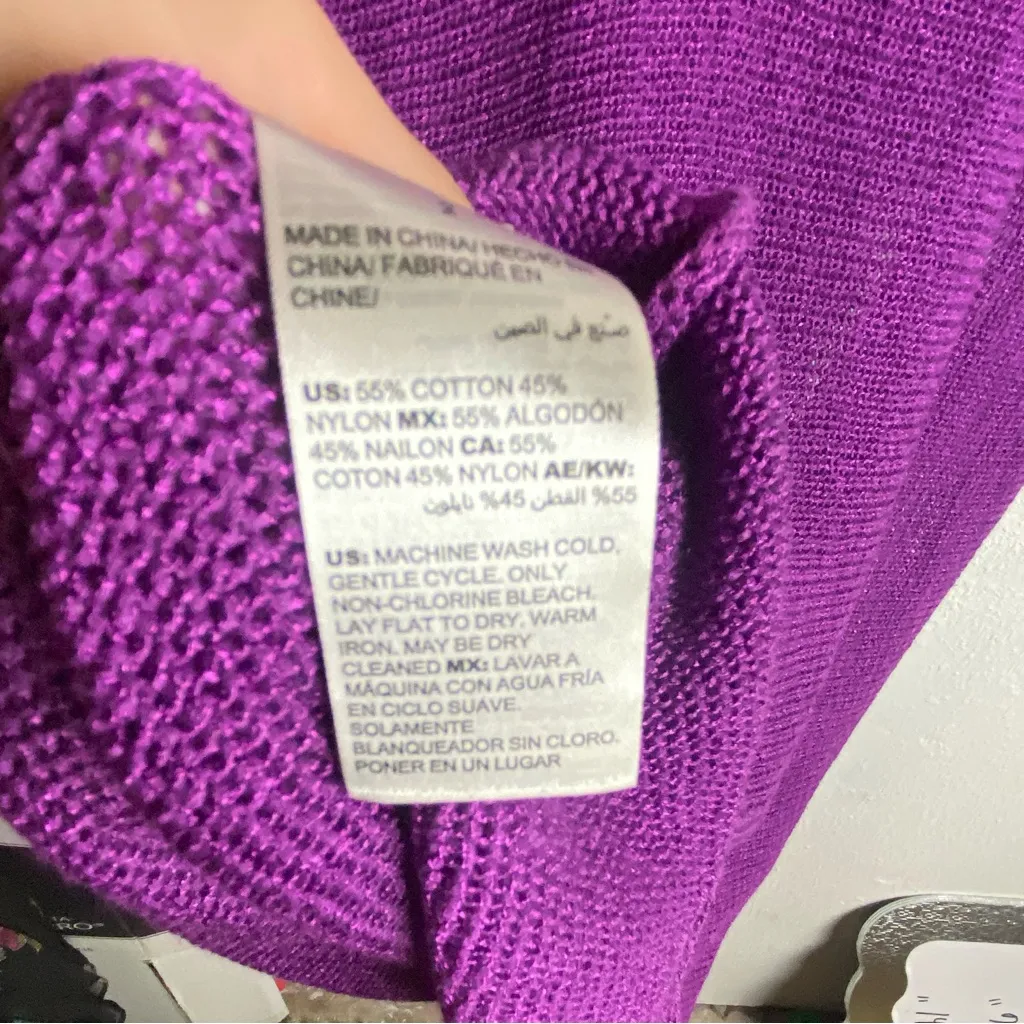 MADE IN CHINA/ HECHO EN
CHINA/ FABRIQUÉ EN
CHINE/
صنع في الصين
US: 55% COTTON 45%
NYLON MX: 55% ALGODÓN
45% NAILON CA: 55%
COTON 45% NYLON AE/KW:
55% القطن 45% نايلون
US: MACHINE WASH COLD,
GENTLE CYCLE. ONLY
NON-CHLORINE BLEACH.
LAY FLAT TO DRY. WARM
IRON. MAY BE DRY
CLEANED MX: LAVAR A
MÁQUINA CON AGUA FRÍA
EN CICLO SUAVE.
SOLAMENTE
BLANQUEADOR SIN CLORO.
PONER EN UN LUGAR